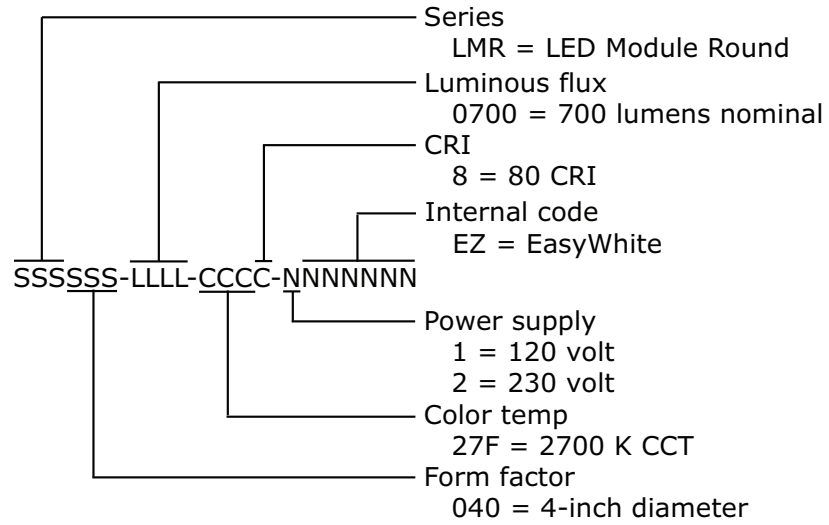 Series
LMR = LED Module Round
Luminous flux
0700 = 700 lumens nominal
CRI
8 = 80 CRI
Internal code
EZ = EasyWhite
SSSSSS-LLLL-CCCC-NNNNNNN
Power supply
1 = 120 volt
2 = 230 volt
Color temp
27F = 2700 K CCT
Form factor
040 = 4-inch diameter